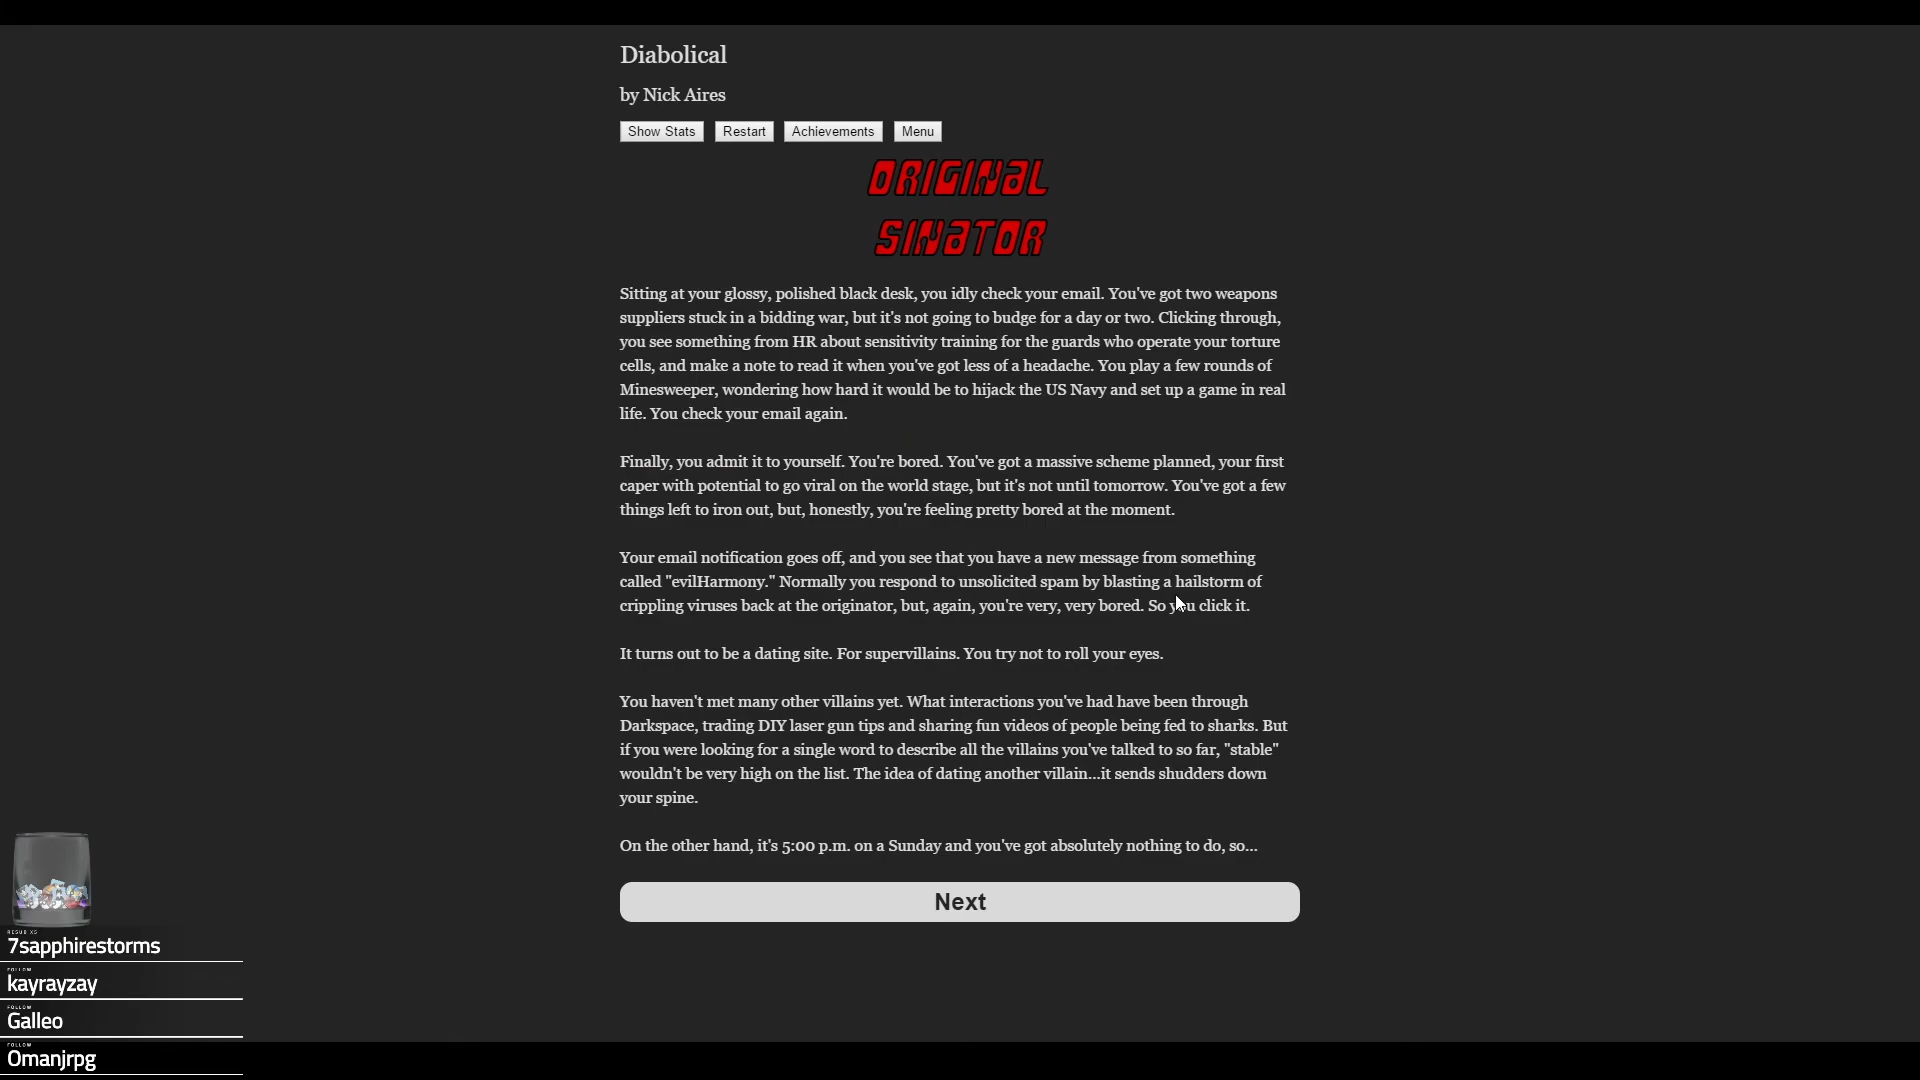 Diabolical
by Nick Aires
Show Stats Restart Achievements Menu
ORIGINAL
SINATOR
Sitting at your glossy, polished black desk, you idly check your email. You've got two weapons
suppliers stuck in a bidding war, but it's not going to budge for a day or two. Clicking through,
you see something from HR about sensitivity training for the guards who operate your torture
cells, and make a note to read it when you've got less of a headache. You play a few rounds of
Minesweeper, wondering how hard it would be to hijack the US Navy and set up a game in real
life. You check your email again.
Finally, you admit it to yourself. You're bored. You've got a massive scheme planned, your first
caper with potential to go viral on the world stage, but it's not until tomorrow. You've got a few
things left to iron out, but, honestly, you're feeling pretty bored at the moment.
Your email notification goes off, and you see that you have a new message from something
called "evilHarmony." Normally you respond to unsolicited spam by blasting a hailstorm of
crippling viruses back at the originator, but, again, you're very, very bored. So you click it.
It turns out to be a dating site. For supervillains. You try not to roll your eyes.
You haven't met many other villains yet. What interactions you've had have been through
Darkspace, trading DIY laser gun tips and sharing fun videos of people being fed to sharks. But
if you were looking for a single word to describe all the villains you've talked to so far, "stable"
wouldn't be very high on the list. The idea of dating another villain...it sends shudders down
your spine.
On the other hand, it's 5:00 p.m. on a Sunday and you've got absolutely nothing to do, so...
Next
RESUB X5
7sapphirestorms
FOLLOW
kayrayzay
FOLLOW
Galleo
FOLLOW
Omanjrpg